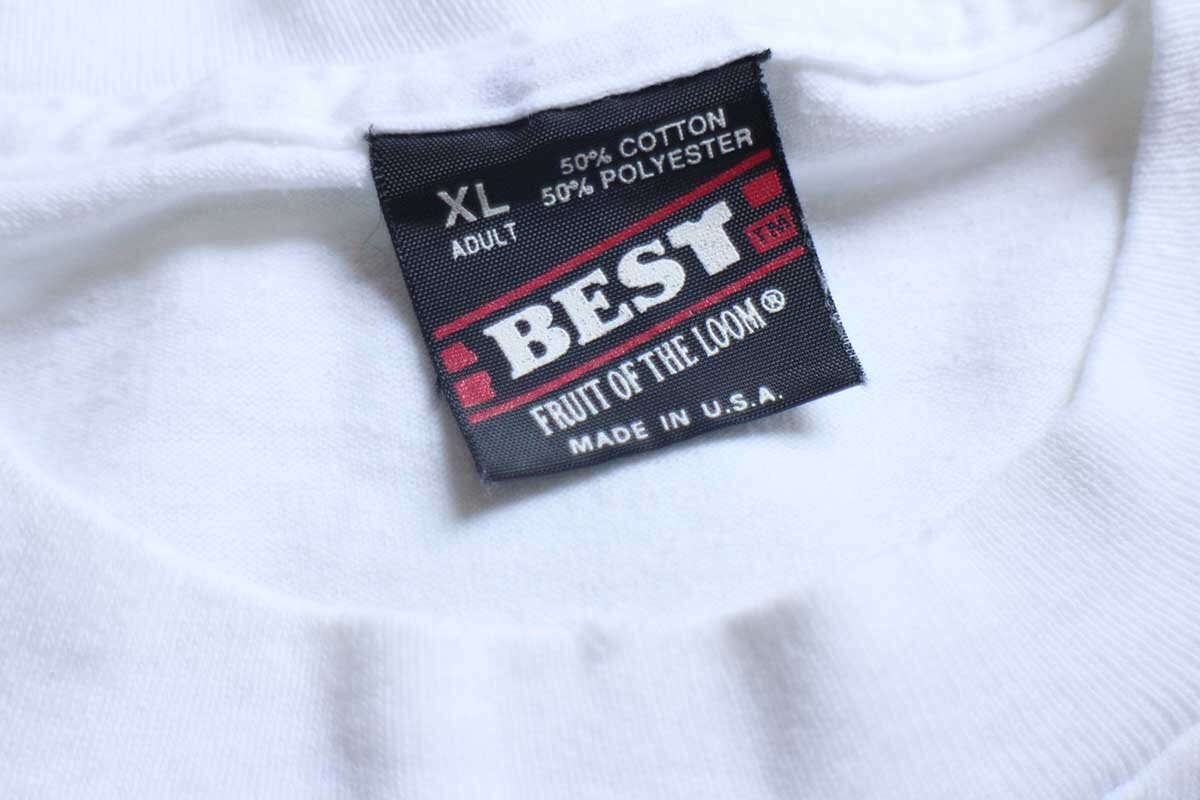 50% COTTON
50% POLYESTER
XL
ADULT
BEST
TM
FRUIT OF THE LOOM®
MADE IN U.S.A.